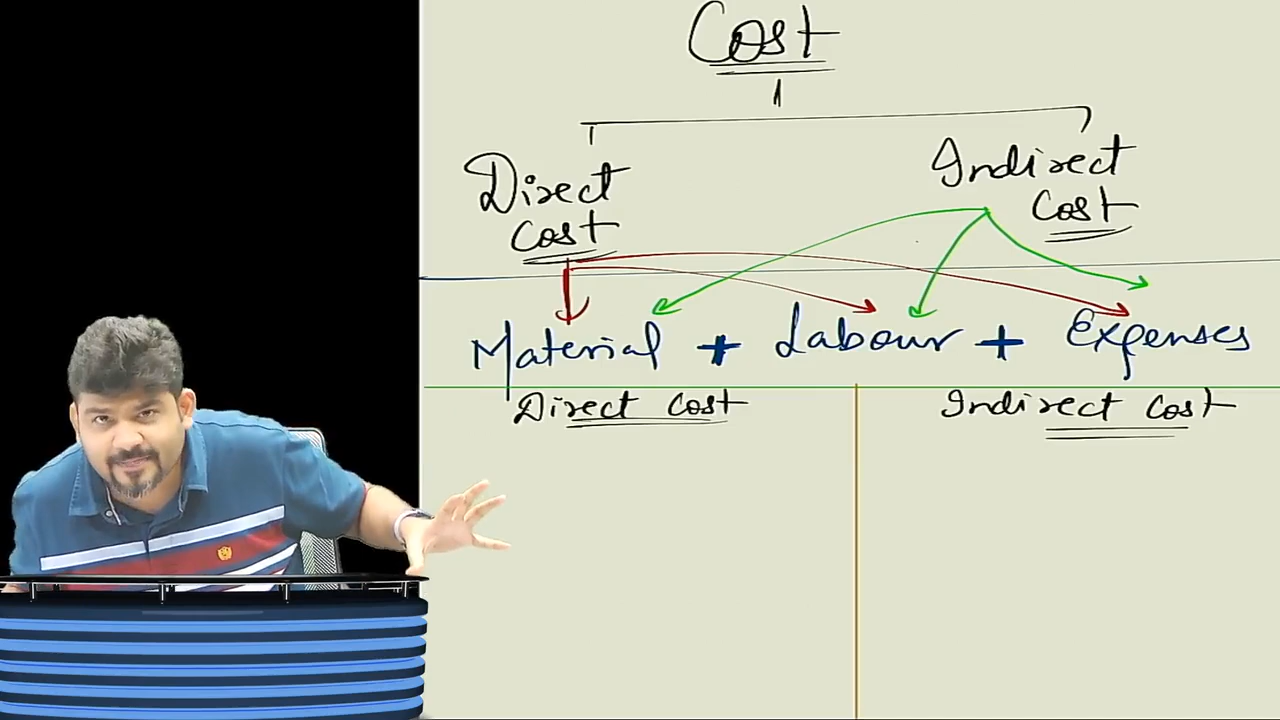 Cost
Direct Cost
Indirect Cost
Material + Labour + Expenses
Direct Cost
Indirect Cost